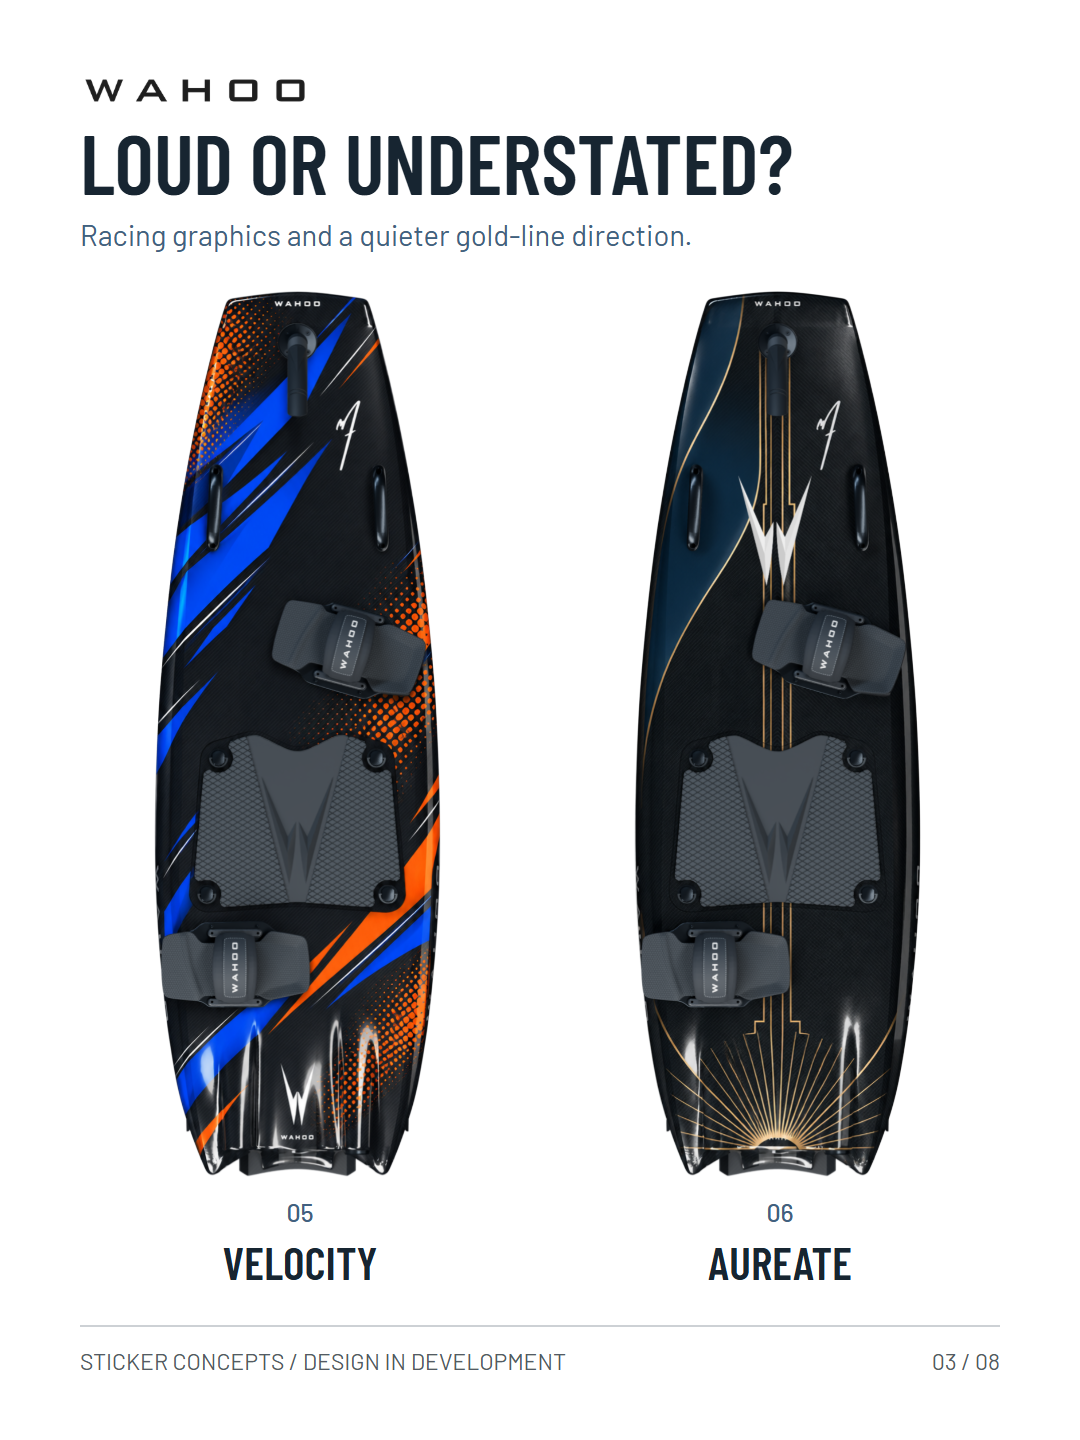 WAHOO
LOUD OR UNDERSTATED?
Racing graphics and a quieter gold-line direction.
WAHOO
WAHOO
WAHOO
WAHOO
WAHOO
WAHOO
WAHOO
05
06
VELOCITY
AUREATE
STICKER CONCEPTS / DESIGN IN DEVELOPMENT
03 / 08